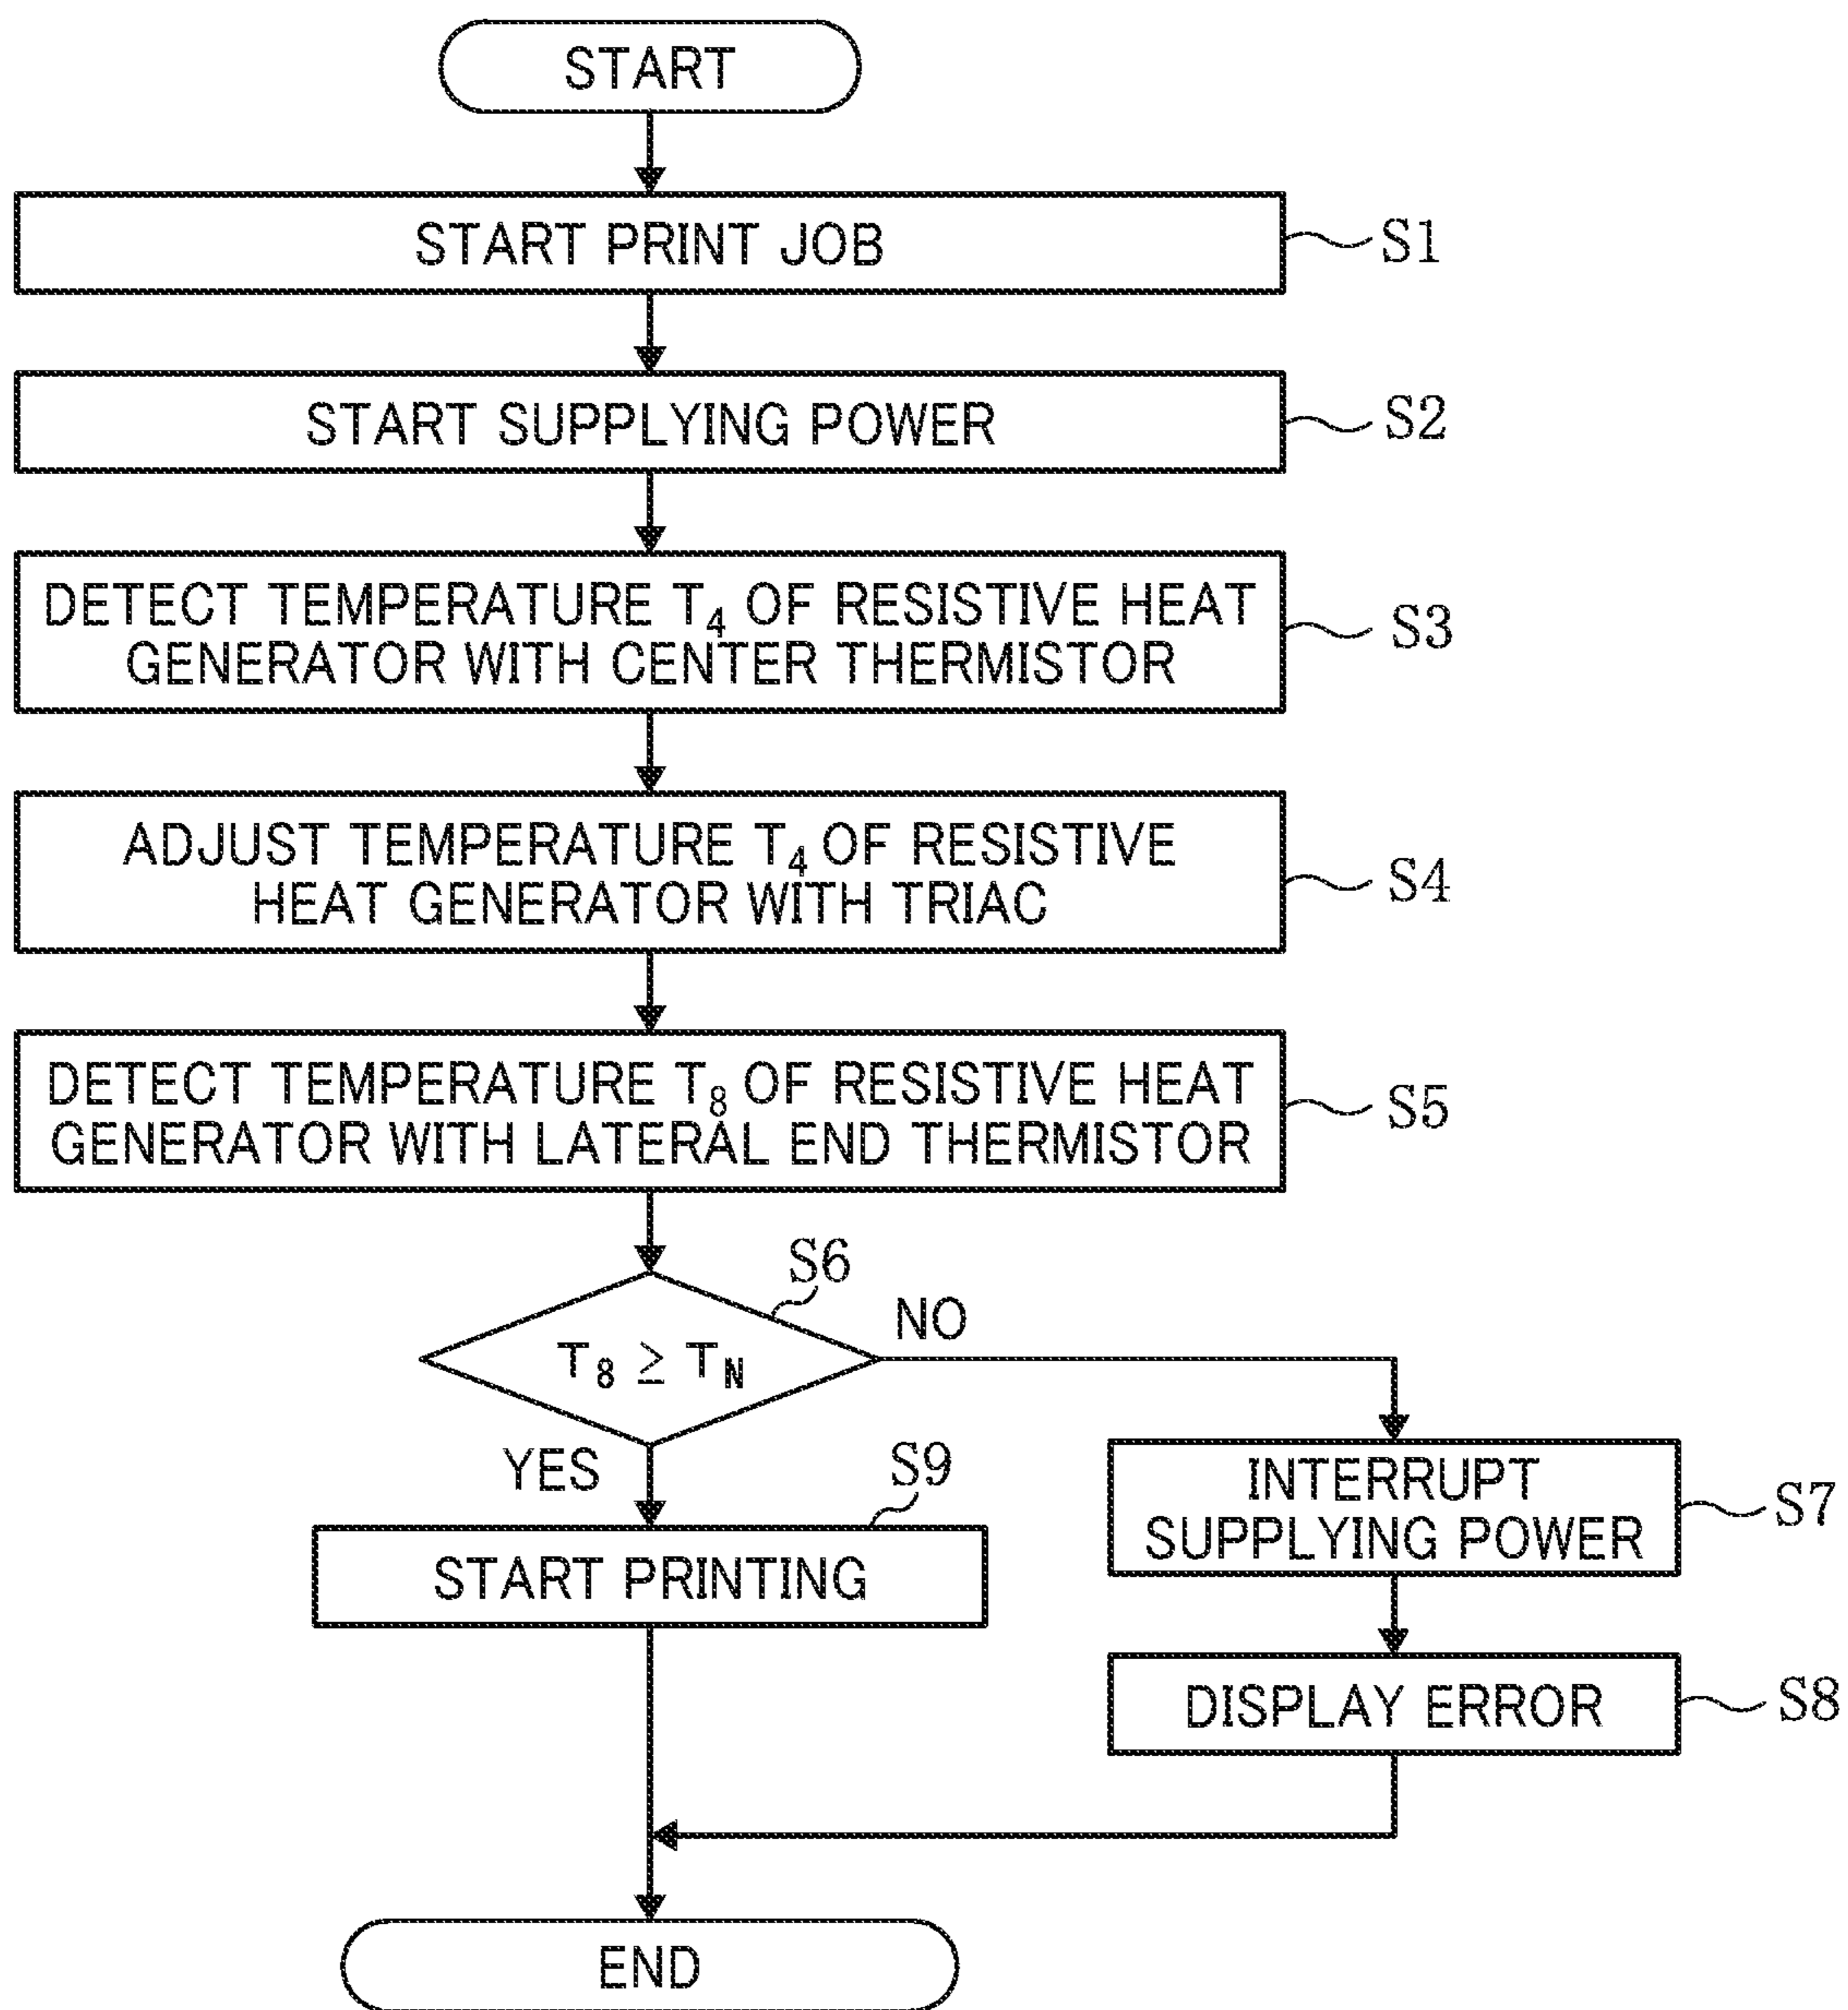 START
START PRINT JOB
S1
START SUPPLYING POWER
S2
DETECT TEMPERATURE T₄ OF RESISTIVE HEAT
GENERATOR WITH CENTER THERMISTOR
S3
ADJUST TEMPERATURE T₄ OF RESISTIVE
HEAT GENERATOR WITH TRIAC
S4
DETECT TEMPERATURE T₈ OF RESISTIVE HEAT
GENERATOR WITH LATERAL END THERMISTOR
S5
S6
T₈ ≥ T_N
NO
YES
S9
START PRINTING
INTERRUPT
SUPPLYING POWER
S7
DISPLAY ERROR
S8
END